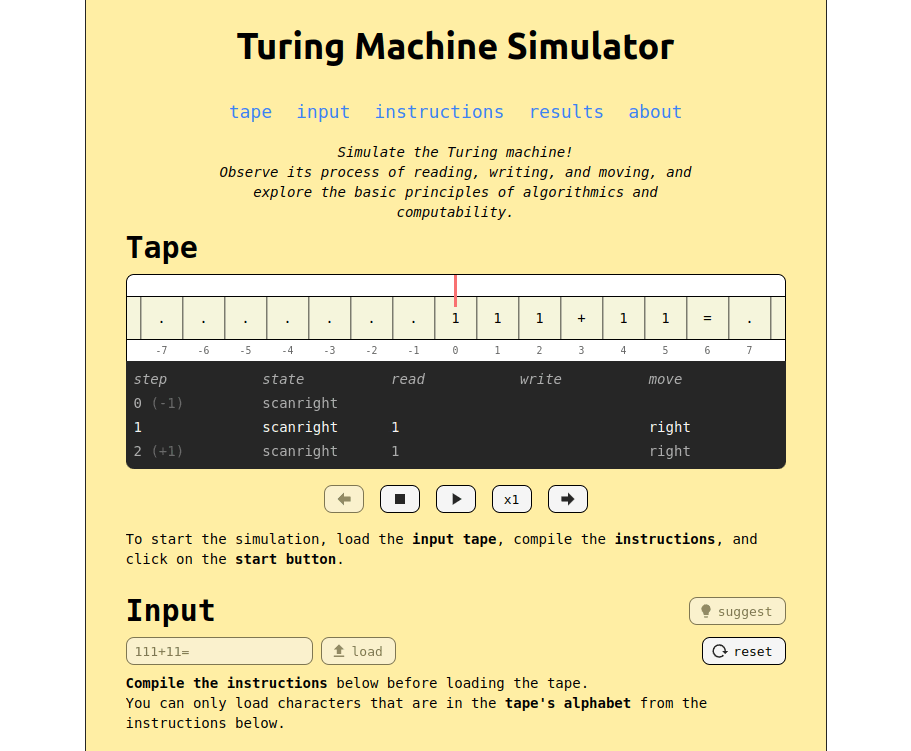 Turing Machine Simulator
tape input instructions results about
Simulate the Turing machine!
Observe its process of reading, writing, and moving, and
explore the basic principles of algorithmics and
computability.
Tape
. . . . . . . 1 1 1 + 1 1 = .
-7 -6 -5 -4 -3 -2 -1 0 1 2 3 4 5 6 7
step state read write move
0 (-1) scanright
1 scanright 1 right
2 (+1) scanright 1 right
x1
To start the simulation, load the input tape, compile the instructions, and
click on the start button.
Input
suggest
111+11= load reset
Compile the instructions below before loading the tape.
You can only load characters that are in the tape's alphabet from the
instructions below.